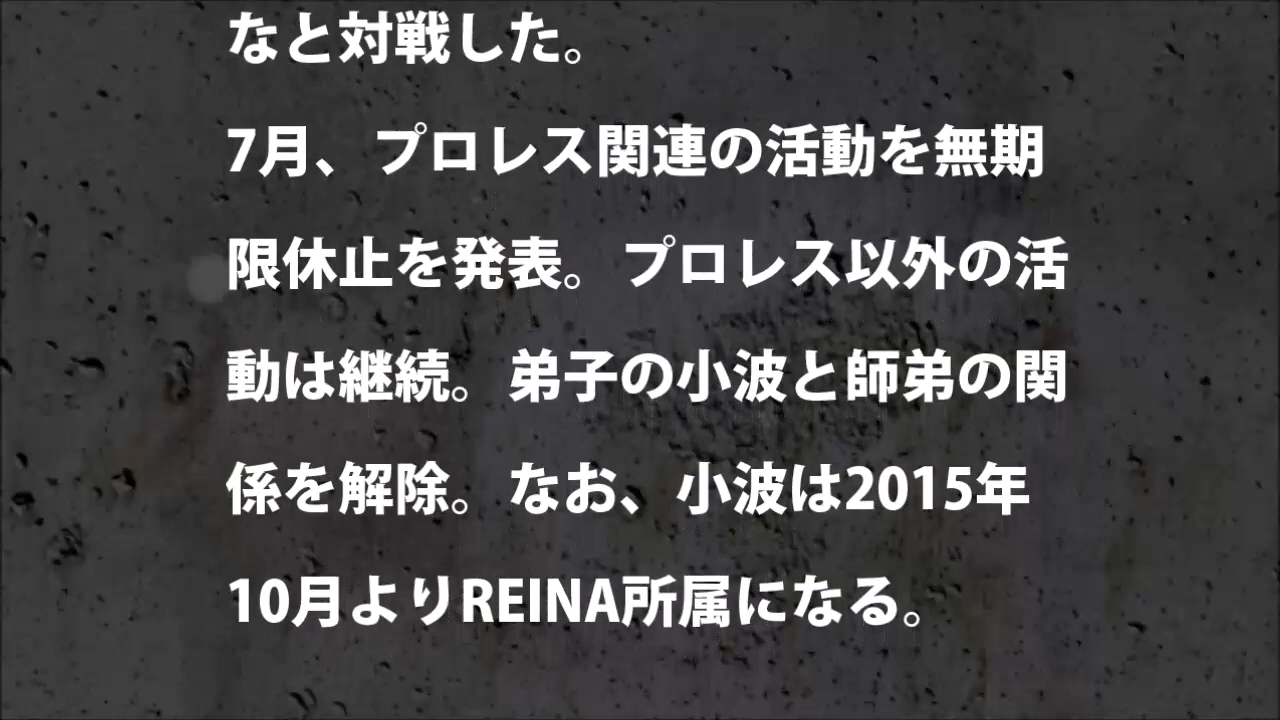 なと対戦した。
7月、プロレス関連の活動を無期
限休止を発表。プロレス以外の活
動は継続。弟子の小波と師弟の関
係を解除。なお、小波は2015年
10月よりREINA所属になる。